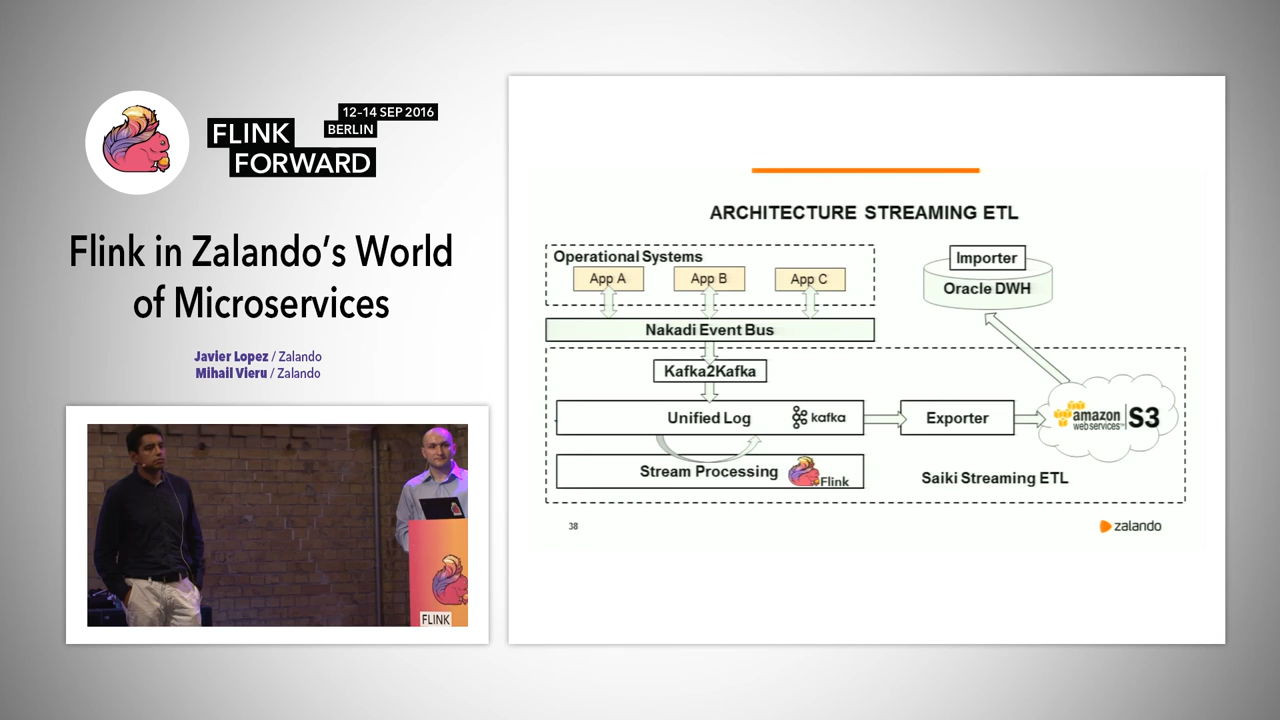 12–14 SEP 2016
BERLIN
FLINK
FORWARD
Flink in Zalando’s World
of Microservices
Javier Lopez / Zalando
Mihail Vieru / Zalando
FLINK
ARCHITECTURE STREAMING ETL
Operational Systems
App A
App B
App C
Importer
Oracle DWH
Nakadi Event Bus
Kafka2Kafka
Unified Log
kafka
Exporter
amazon
web services™
S3
Stream Processing
Flink
Saiki Streaming ETL
38
zalando